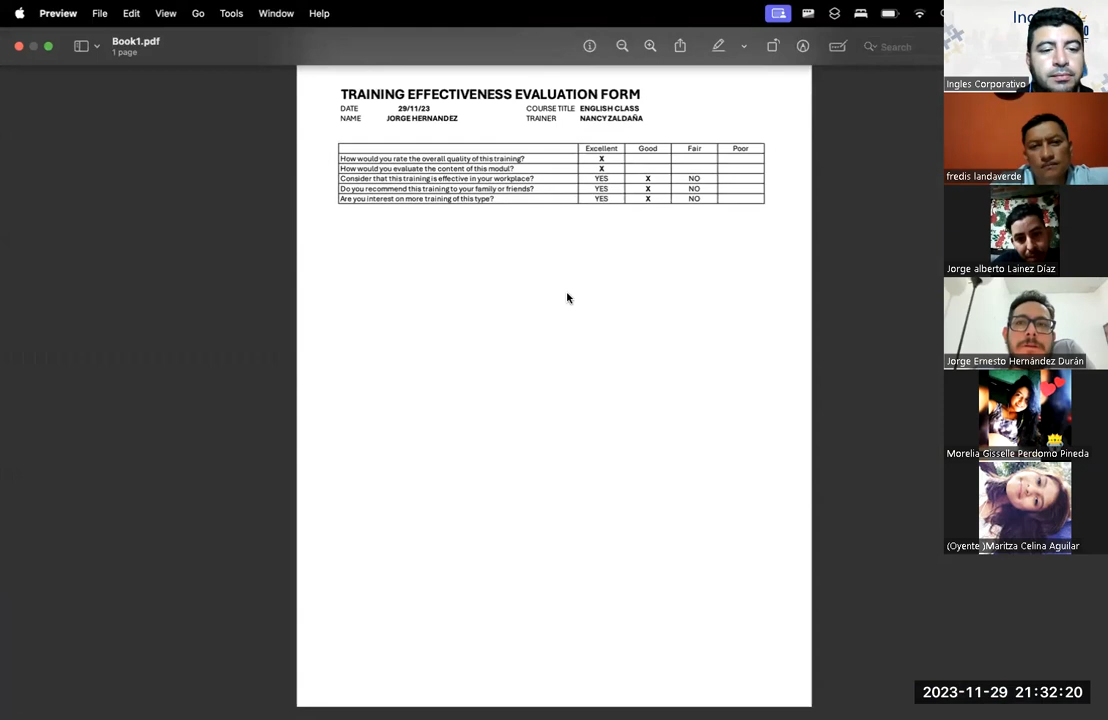 Preview File Edit View Go Tools Window Help
Book1.pdf
1 page
Search
TRAINING EFFECTIVENESS EVALUATION FORM
DATE 29/11/23 COURSE TITLE ENGLISH CLASS
NAME JORGE HERNANDEZ TRAINER NANCY ZALDAÑA
Excellent Good Fair Poor
How would you rate the overall quality of this training? X
How would you evaluate the content of this modul? X
Consider that this training is effective in your workplace? YES X NO
Do you recommend this training to your family or friends? YES X NO
Are you interest on more training of this type? YES X NO
Ingles Corporativo
fredis landaverde
Jorge alberto Lainez Díaz
Jorge Ernesto Hernández Durán
Morelia Gisselle Perdomo Pineda
(Oyente )Maritza Celina Aguilar
2023-11-29 21:32:20